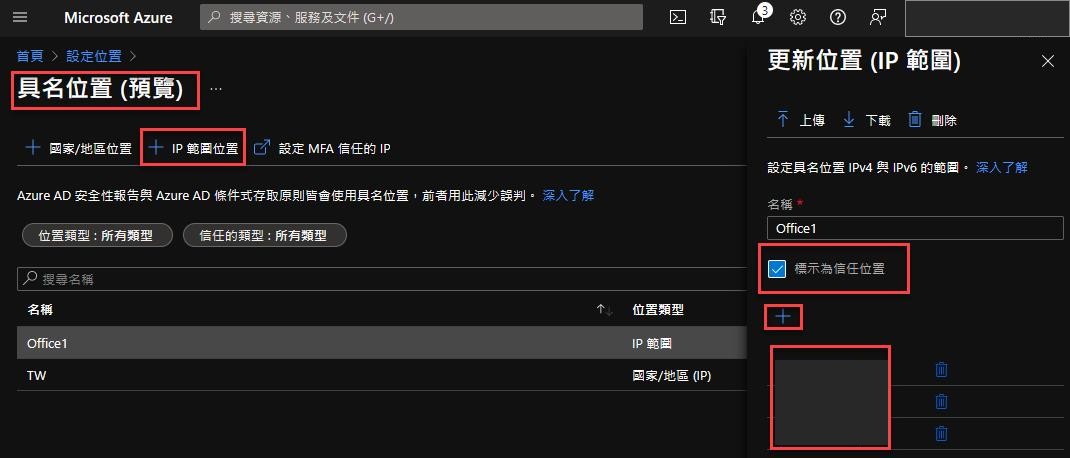 Microsoft Azure
搜尋資源、服務及文件 (G+/)
3
首頁 > 設定位置 >
具名位置 (預覽) ...
+ 國家/地區位置 + IP 範圍位置 設定 MFA 信任的 IP
Azure AD 安全性報告與 Azure AD 條件式存取原則皆會使用具名位置，前者用此減少誤判。 深入了解
位置類型 : 所有類型 信任的類型 : 所有類型
搜尋名稱
名稱 ↑↓ 位置類型
Office1 IP 範圍
TW 國家/地區 (IP)
更新位置 (IP 範圍)
上傳 下載 刪除
設定具名位置 IPv4 與 IPv6 的範圍。 深入了解
名稱 *
Office1
標示為信任位置
+